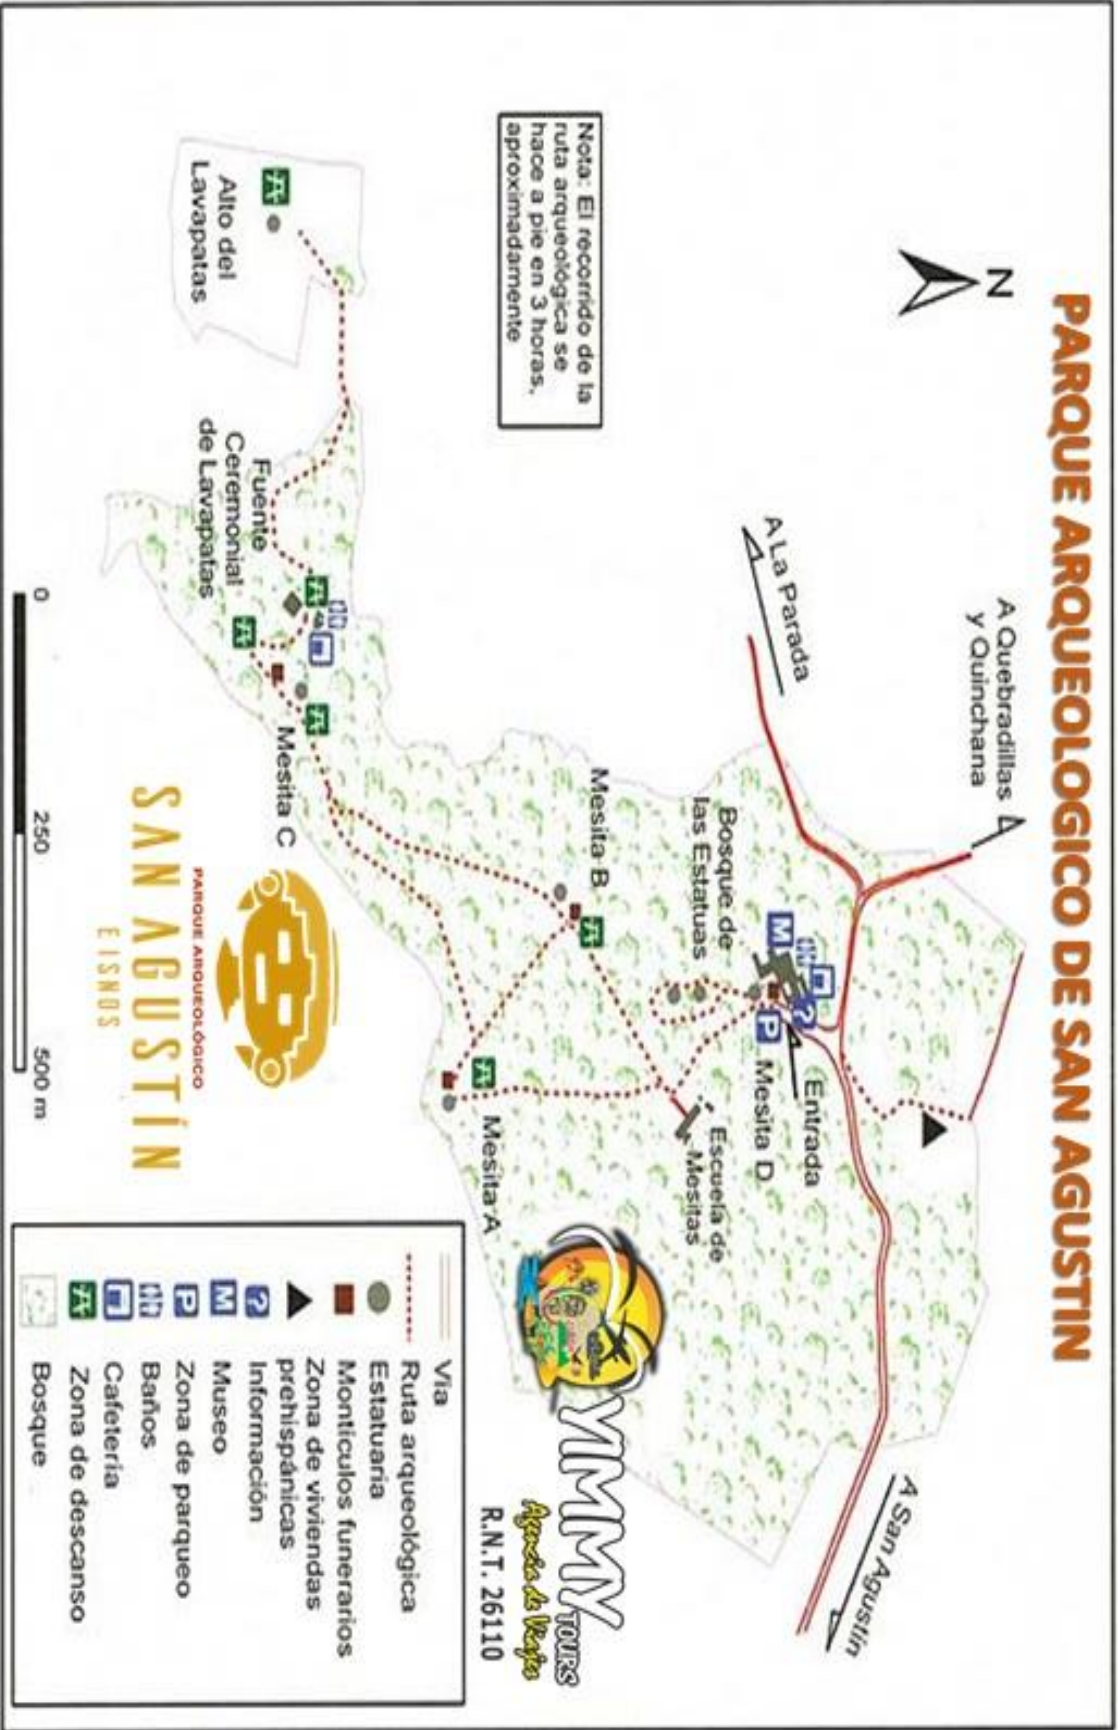 PARQUE ARQUEOLOGICO DE SAN AGUSTIN
N
A Quebradillas
y Quinchana
A La Parada
Nota: El recorrido de la
ruta arqueológica se
hace a pie en 3 horas,
aproximadamente
Alto del
Lavapatas
Fuente
Ceremonial
de Lavapatas
Mesita C
Mesita B
Bosque de
las Estatuas
M
?
P
Entrada
Mesita D
Escuela de
Mesitas
Mesita A
A San Agustín
0
250
500 m
PARQUE ARQUEOLÓGICO
SAN AGUSTÍN
E ISNOS
YIMMY TOURS
Agencia de Viajes
R.N.T. 26110
Vía
Ruta arqueológica
Estatuaria
Montículos funerarios
Zona de viviendas
prehispánicas
? Información
M Museo
P Zona de parqueo
Baños
Cafetería
Zona de descanso
Bosque